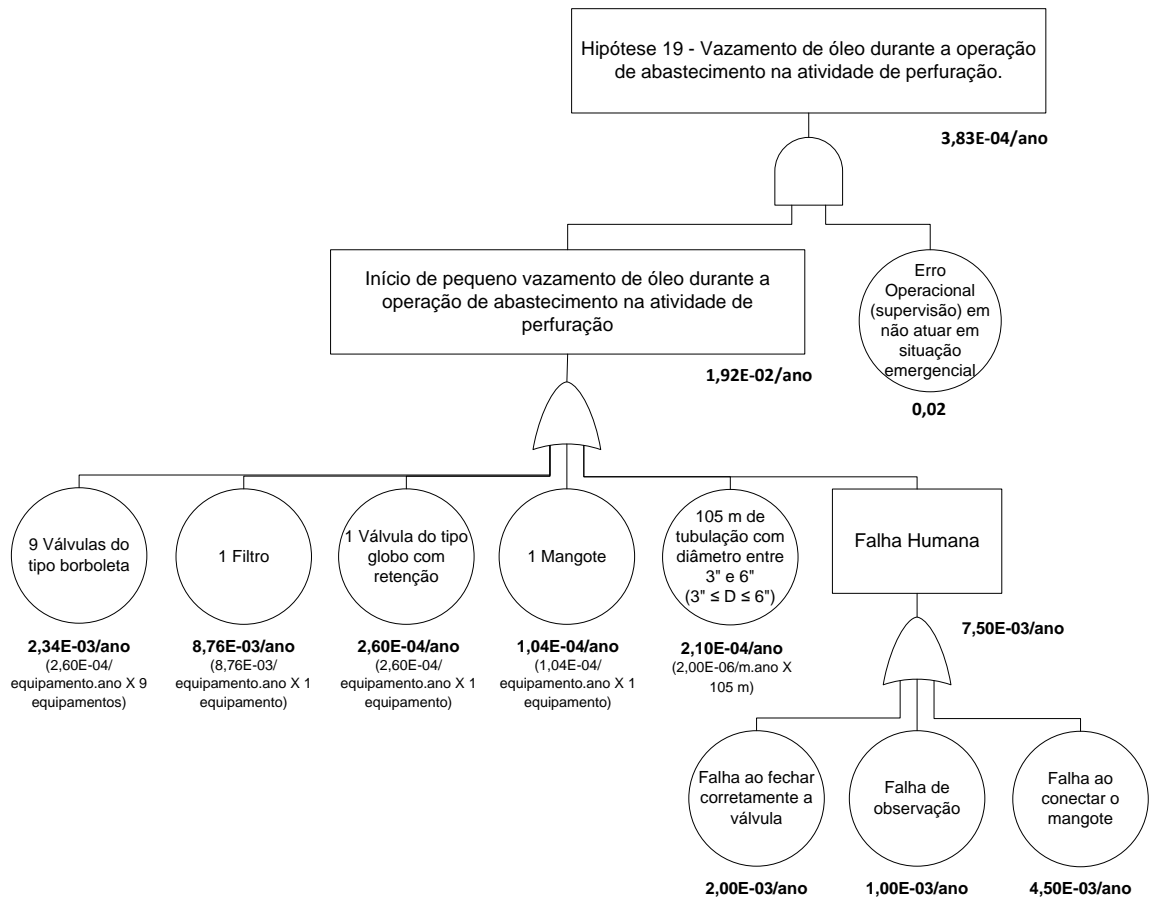 Hipótese 19 - Vazamento de óleo durante a operação
de abastecimento na atividade de perfuração.
3,83E-04/ano
Início de pequeno vazamento de óleo durante a
operação de abastecimento na atividade de
perfuração
1,92E-02/ano
Erro
Operacional
(supervisão) em
não atuar em
situação
emergencial
0,02
9 Válvulas do
tipo borboleta
2,34E-03/ano
(2,60E-04/
equipamento.ano X 9
equipamentos)
1 Filtro
8,76E-03/ano
(8,76E-03/
equipamento.ano X 1
equipamento)
1 Válvula do tipo
globo com
retenção
2,60E-04/ano
(2,60E-04/
equipamento.ano X 1
equipamento)
1 Mangote
1,04E-04/ano
(1,04E-04/
equipamento.ano X 1
equipamento)
105 m de
tubulação com
diâmetro entre
3" e 6"
(3" ≤ D ≤ 6")
2,10E-04/ano
(2,00E-06/m.ano X
105 m)
Falha Humana
7,50E-03/ano
Falha ao fechar
corretamente a
válvula
2,00E-03/ano
Falha de
observação
1,00E-03/ano
Falha ao
conectar o
mangote
4,50E-03/ano